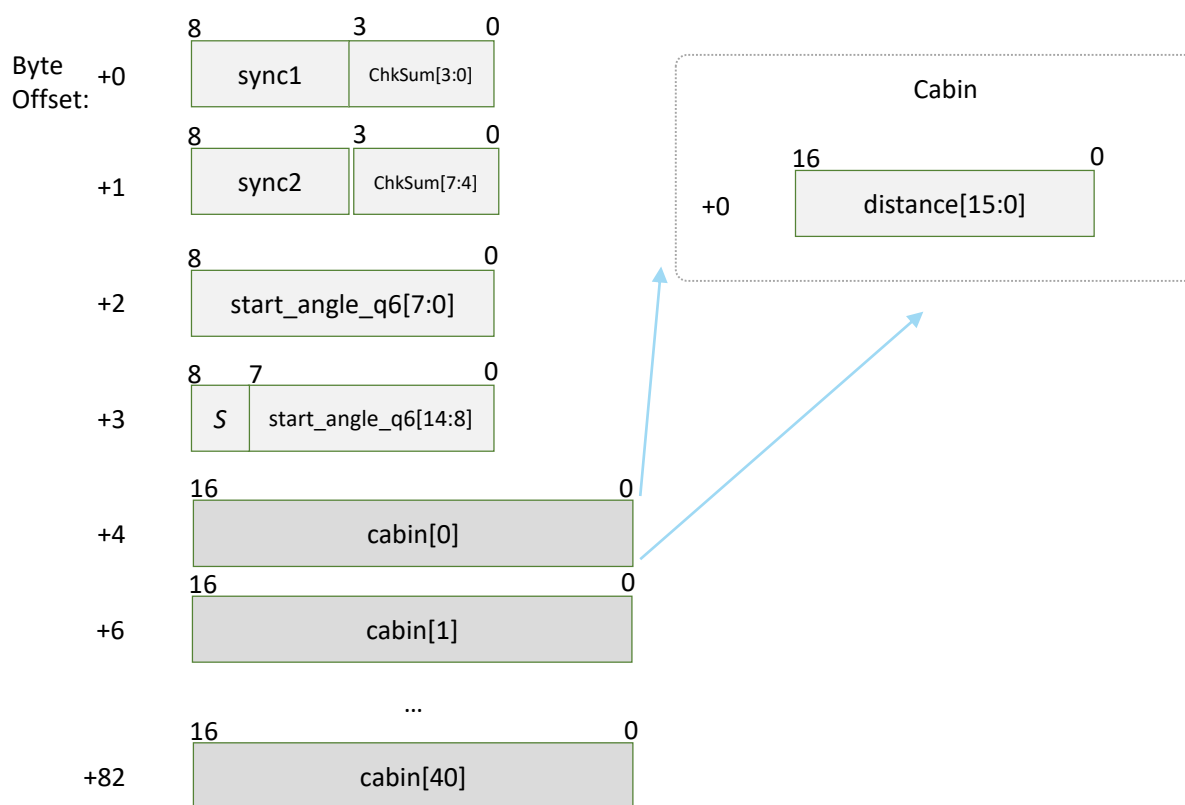 8 3 0
Byte
Offset:
+0 sync1 ChkSum[3:0]
8 3 0
+1 sync2 ChkSum[7:4]
8 0
+2 start_angle_q6[7:0]
8 7 0
+3 S start_angle_q6[14:8]
16 0
+4 cabin[0]
16 0
+6 cabin[1]
...
16 0
+82 cabin[40]
Cabin
16 0
+0 distance[15:0]